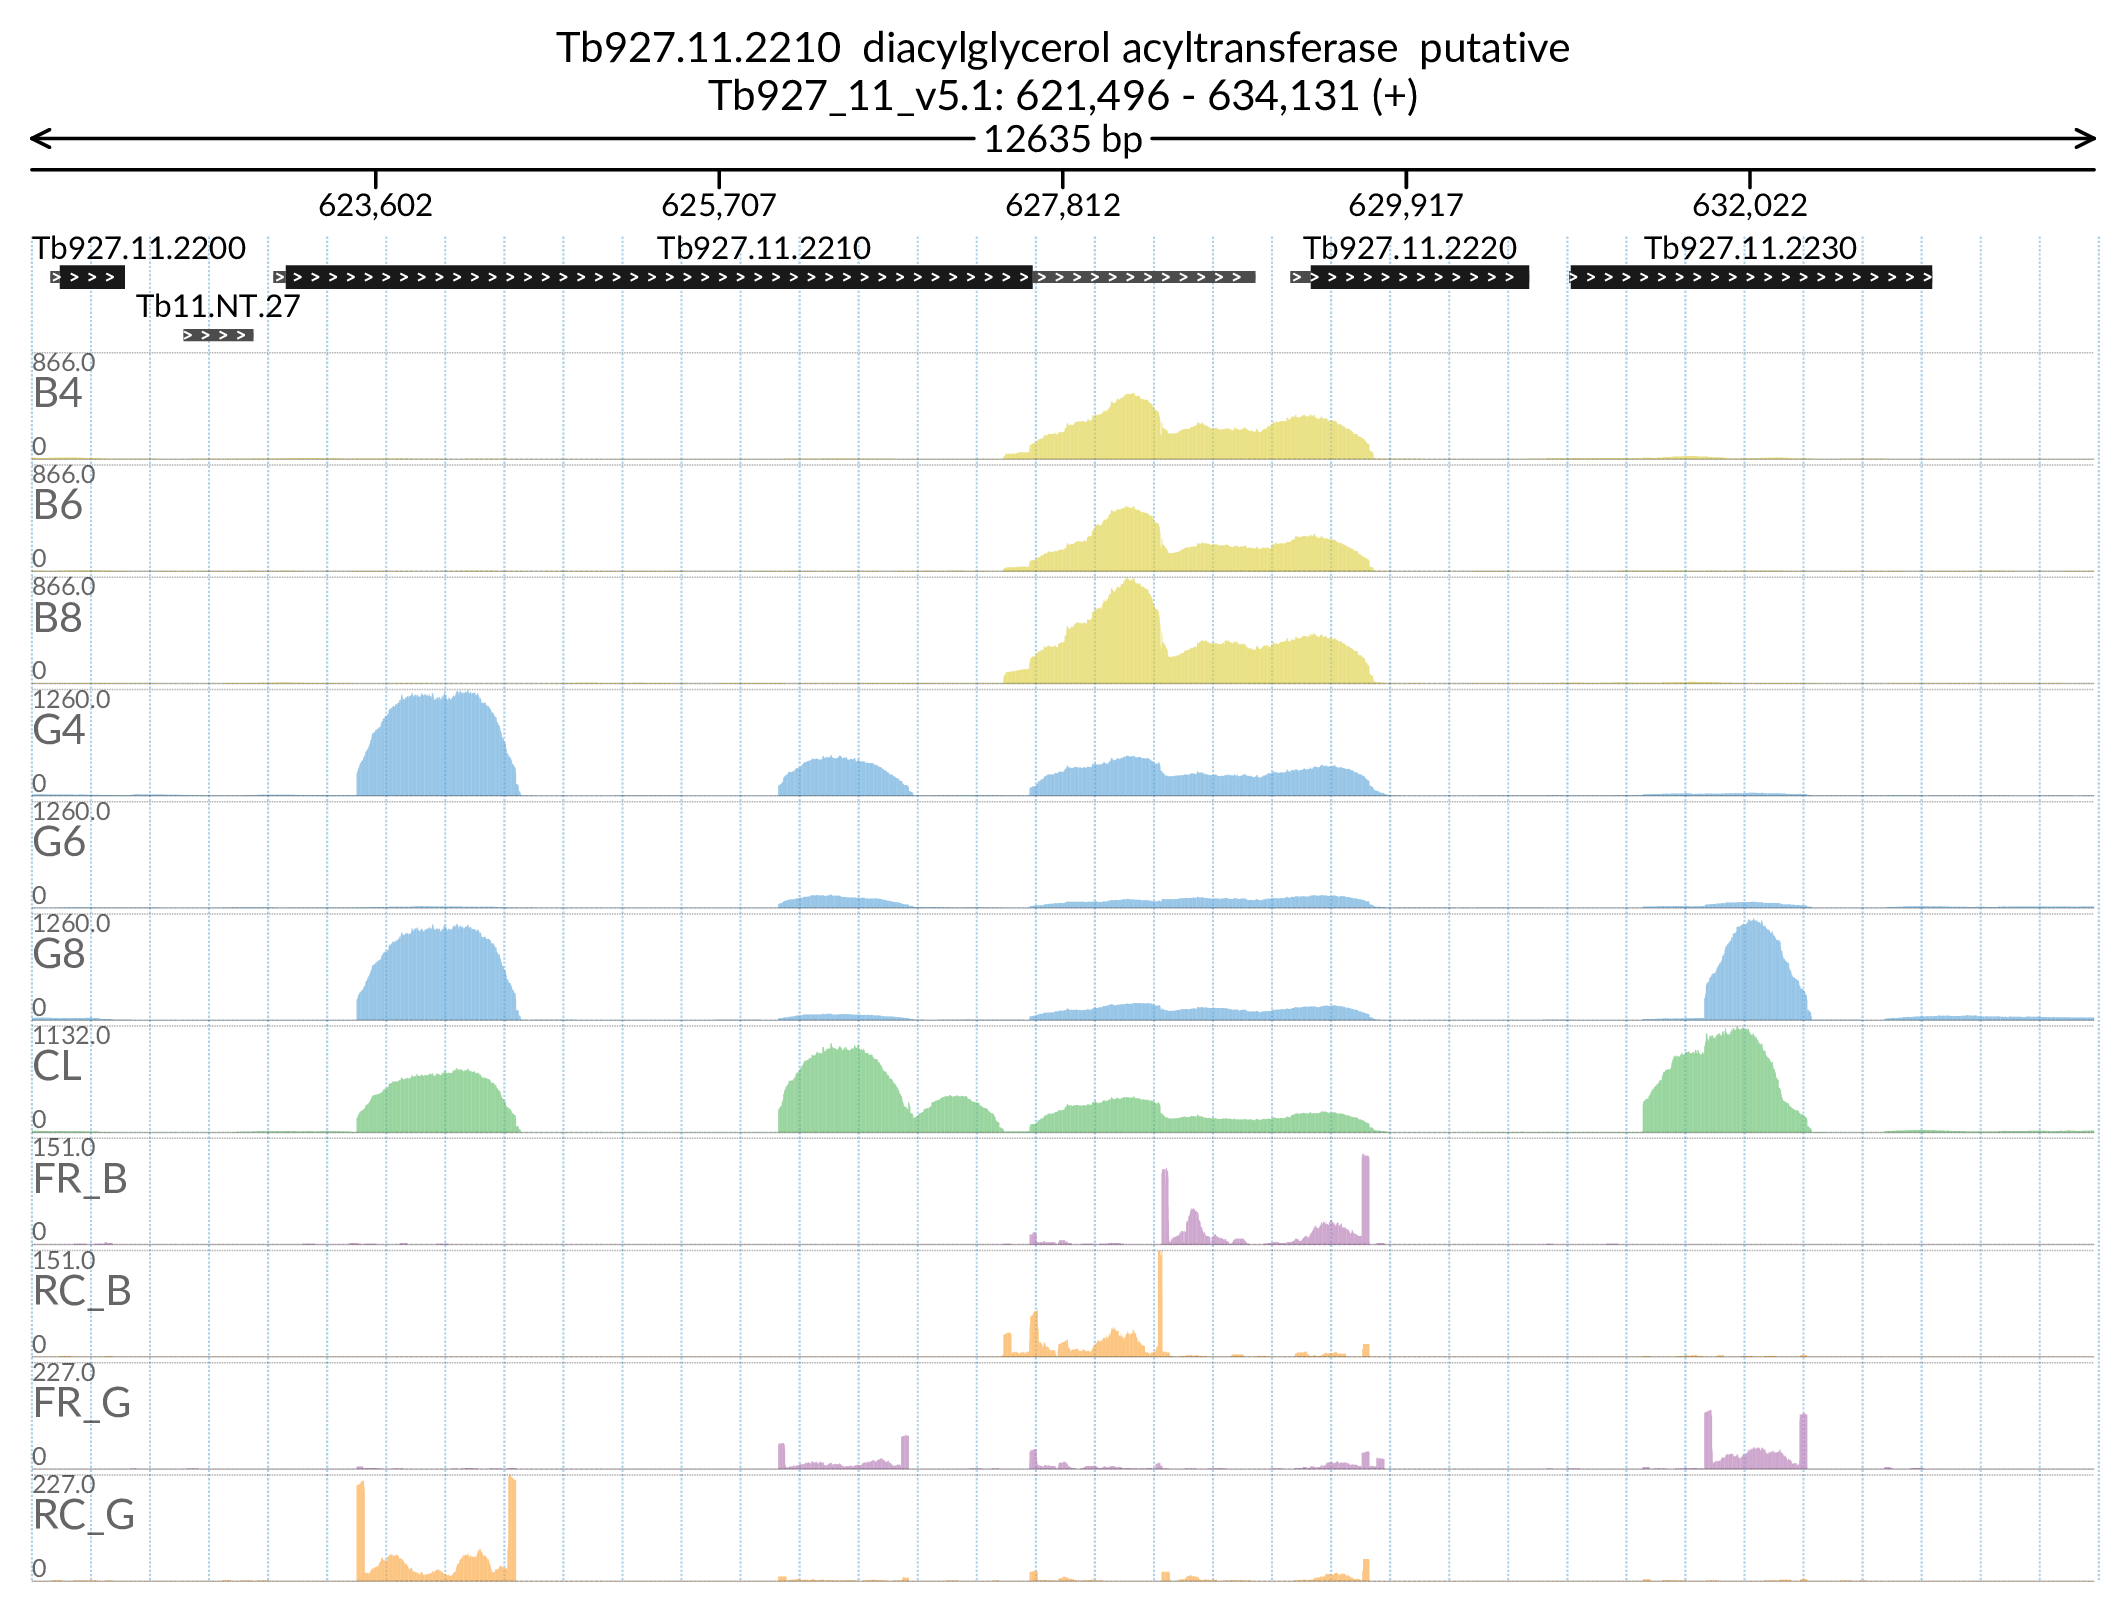 Tb927.11.2210  diacylglycerol acyltransferase  putative
Tb927_11_v5.1: 621,496 - 634,131 (+)
12635 bp
623,602 625,707 627,812 629,917 632,022
Tb927.11.2200 Tb927.11.2210 Tb927.11.2220 Tb927.11.2230
Tb11.NT.27
866.0
B4
0
866.0
B6
0
866.0
B8
0
1260.0
G4
0
1260.0
G6
0
1260.0
G8
0
1132.0
CL
0
151.0
FR_B
0
151.0
RC_B
0
227.0
FR_G
0
227.0
RC_G
0